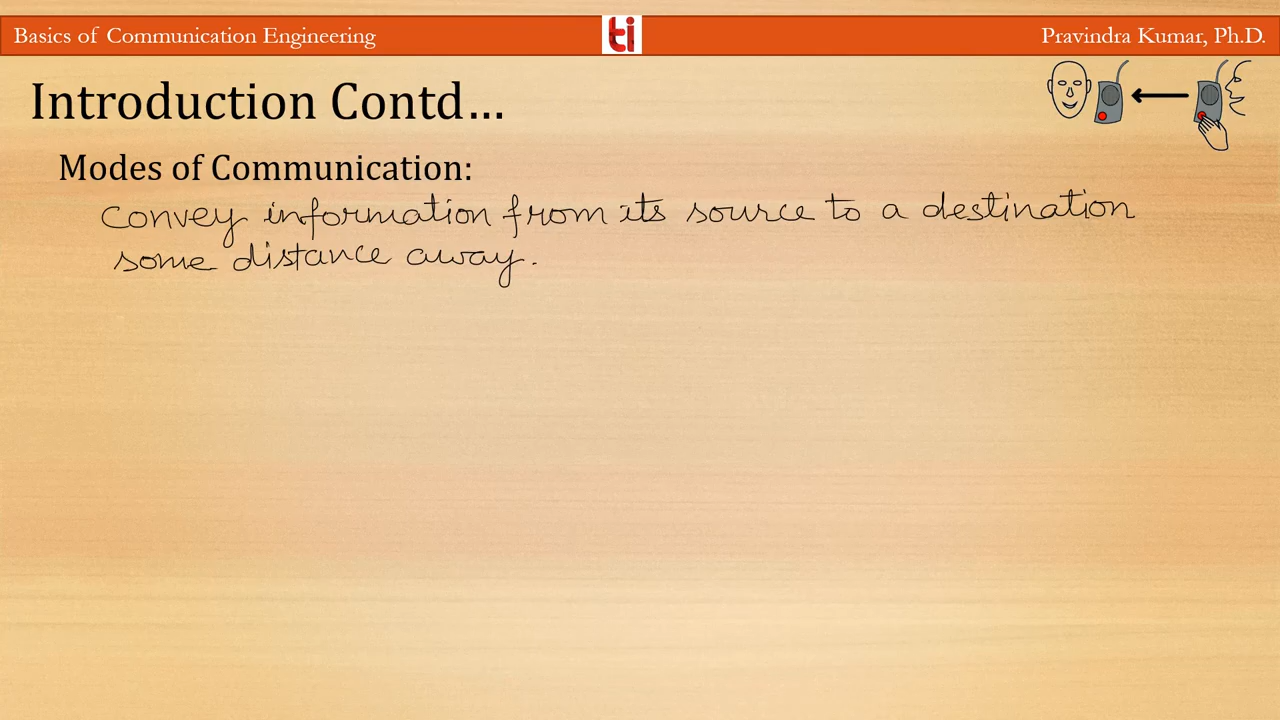 Basics of Communication Engineering
ti
Pravindra Kumar, Ph.D.
Introduction Contd...
Modes of Communication:
Convey information from its source to a destination
some distance away.